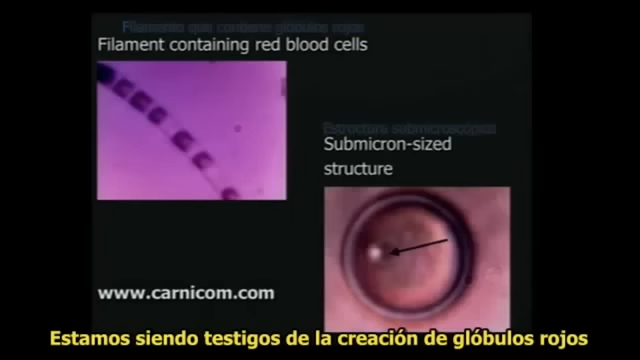 Filamento que contiene glóbulos rojos
Filament containing red blood cells
Estructura submicroscópica
Submicron-sized
structure
www.carnicom.com
Estamos siendo testigos de la creación de glóbulos rojos